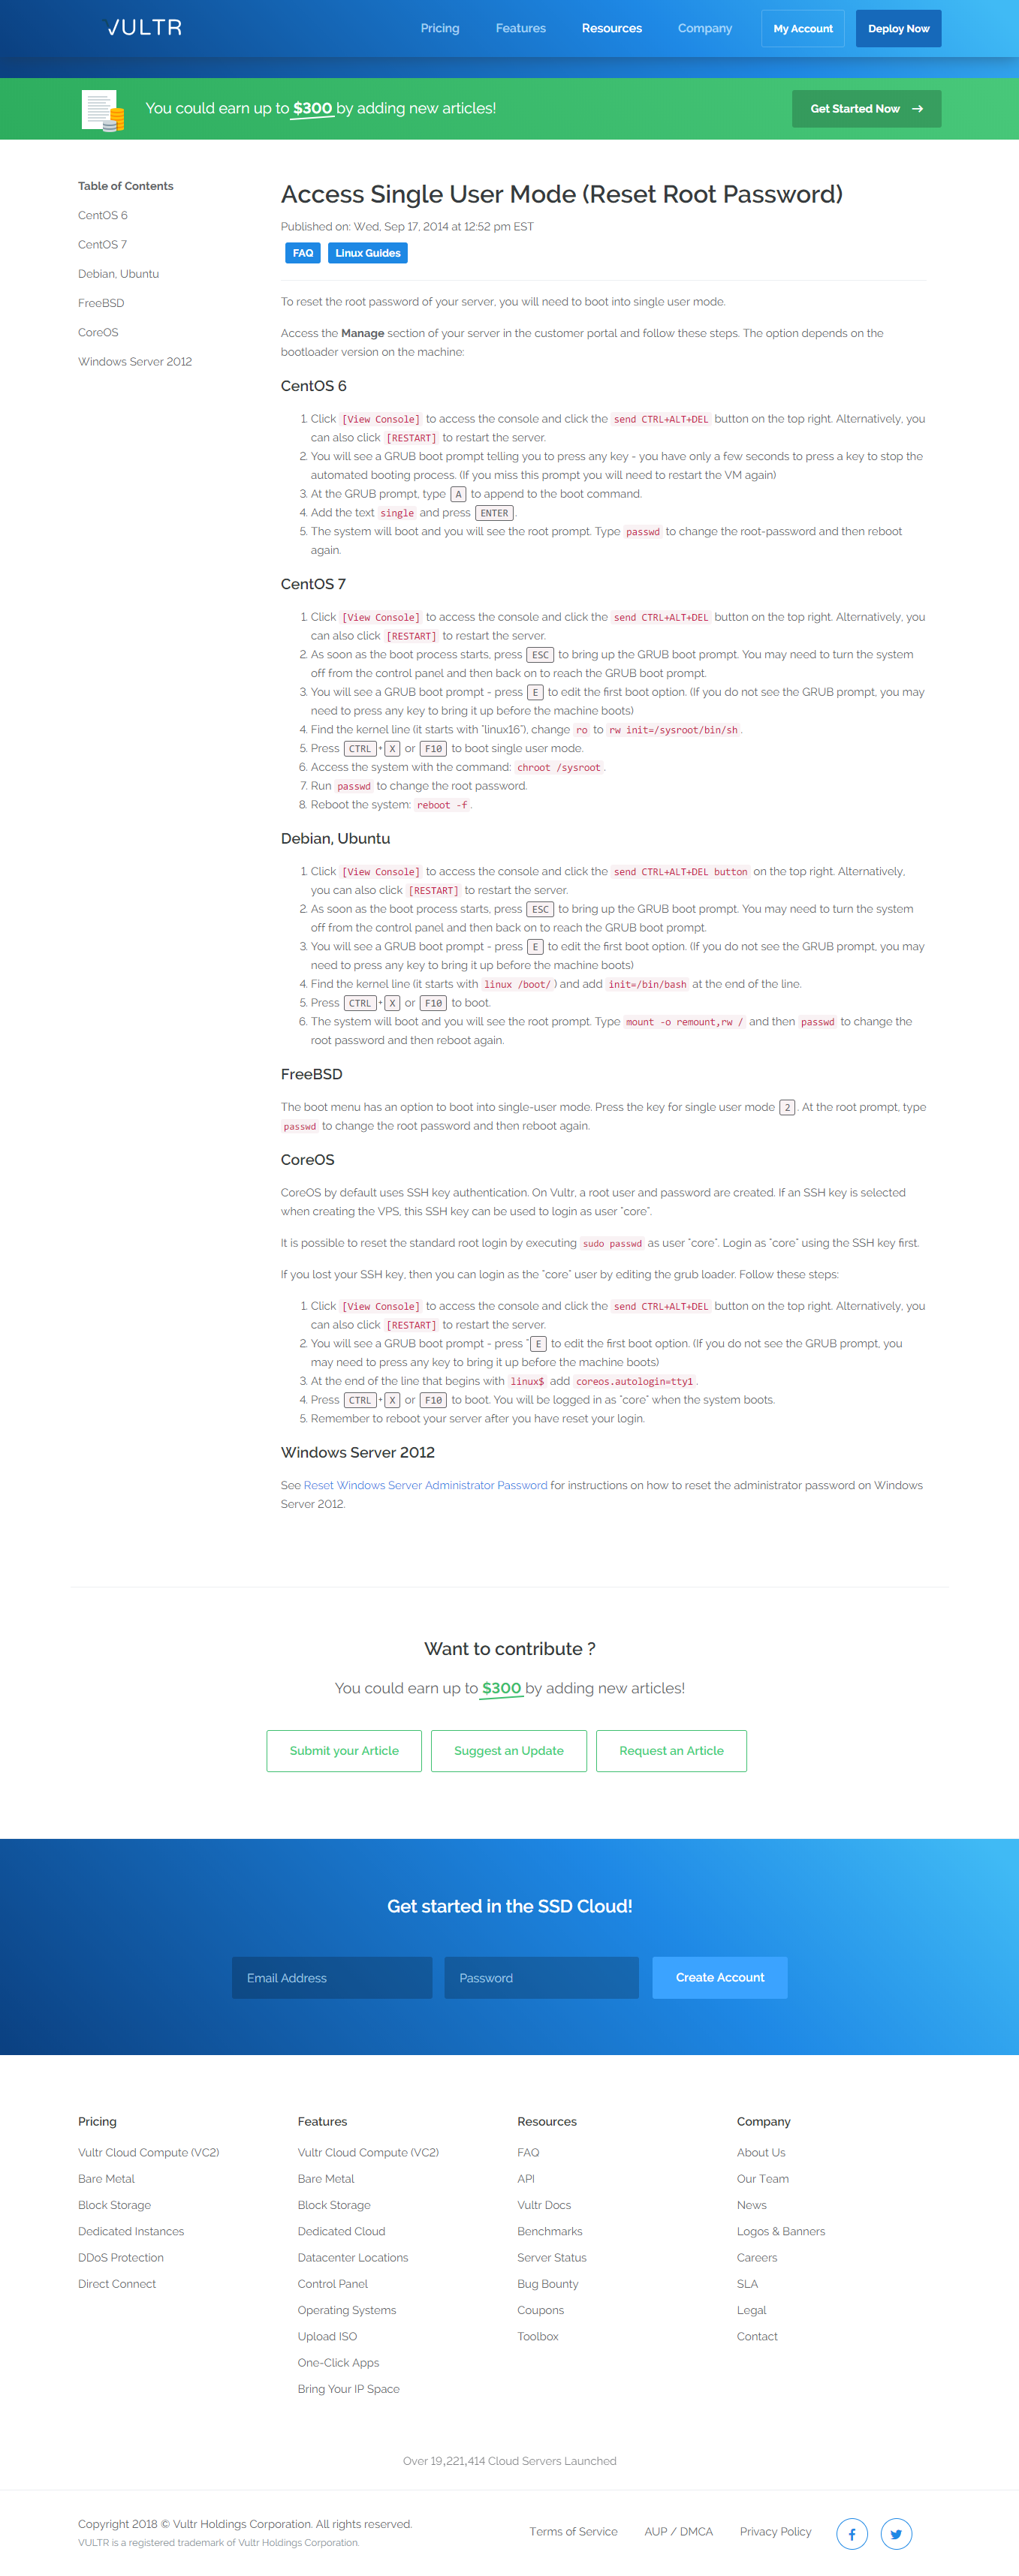 VULTR
Pricing Features Resources Company My Account Deploy Now
You could earn up to $300 by adding new articles!
Get Started Now →
Table of Contents
CentOS 6
CentOS 7
Debian, Ubuntu
FreeBSD
CoreOS
Windows Server 2012
Access Single User Mode (Reset Root Password)
Published on: Wed, Sep 17, 2014 at 12:52 pm EST
FAQ Linux Guides
To reset the root password of your server, you will need to boot into single user mode.
Access the Manage section of your server in the customer portal and follow these steps. The option depends on the
bootloader version on the machine:
CentOS 6
1. Click [View Console] to access the console and click the send CTRL+ALT+DEL button on the top right. Alternatively, you
can also click [RESTART] to restart the server.
2. You will see a GRUB boot prompt telling you to press any key - you have only a few seconds to press a key to stop the
automated booting process. (If you miss this prompt you will need to restart the VM again)
3. At the GRUB prompt, type A to append to the boot command.
4. Add the text single and press ENTER.
5. The system will boot and you will see the root prompt. Type passwd to change the root-password and then reboot
again.
CentOS 7
1. Click [View Console] to access the console and click the send CTRL+ALT+DEL button on the top right. Alternatively, you
can also click [RESTART] to restart the server.
2. As soon as the boot process starts, press ESC to bring up the GRUB boot prompt. You may need to turn the system
off from the control panel and then back on to reach the GRUB boot prompt.
3. You will see a GRUB boot prompt - press E to edit the first boot option. (If you do not see the GRUB prompt, you may
need to press any key to bring it up before the machine boots)
4. Find the kernel line (it starts with "linux16"), change ro to rw init=/sysroot/bin/sh.
5. Press CTRL+X or F10 to boot single user mode.
6. Access the system with the command: chroot /sysroot.
7. Run passwd to change the root password.
8. Reboot the system: reboot -f.
Debian, Ubuntu
1. Click [View Console] to access the console and click the send CTRL+ALT+DEL button on the top right. Alternatively,
you can also click [RESTART] to restart the server.
2. As soon as the boot process starts, press ESC to bring up the GRUB boot prompt. You may need to turn the system
off from the control panel and then back on to reach the GRUB boot prompt.
3. You will see a GRUB boot prompt - press E to edit the first boot option. (If you do not see the GRUB prompt, you may
need to press any key to bring it up before the machine boots)
4. Find the kernel line (it starts with linux /boot/) and add init=/bin/bash at the end of the line.
5. Press CTRL+X or F10 to boot.
6. The system will boot and you will see the root prompt. Type mount -o remount,rw / and then passwd to change the
root password and then reboot again.
FreeBSD
The boot menu has an option to boot into single-user mode. Press the key for single user mode 2. At the root prompt, type
passwd to change the root password and then reboot again.
CoreOS
CoreOS by default uses SSH key authentication. On Vultr, a root user and password are created. If an SSH key is selected
when creating the VPS, this SSH key can be used to login as user "core".
It is possible to reset the standard root login by executing sudo passwd as user "core". Login as "core" using the SSH key first.
If you lost your SSH key, then you can login as the "core" user by editing the grub loader. Follow these steps:
1. Click [View Console] to access the console and click the send CTRL+ALT+DEL button on the top right. Alternatively, you
can also click [RESTART] to restart the server.
2. You will see a GRUB boot prompt - press "E to edit the first boot option. (If you do not see the GRUB prompt, you
may need to press any key to bring it up before the machine boots)
3. At the end of the line that begins with linux$ add coreos.autologin=tty1.
4. Press CTRL+X or F10 to boot. You will be logged in as "core" when the system boots.
5. Remember to reboot your server after you have reset your login.
Windows Server 2012
See Reset Windows Server Administrator Password for instructions on how to reset the administrator password on Windows
Server 2012.
Want to contribute ?
You could earn up to $300 by adding new articles!
Submit your Article Suggest an Update Request an Article
Get started in the SSD Cloud!
Email Address Password Create Account
Pricing
Vultr Cloud Compute (VC2)
Bare Metal
Block Storage
Dedicated Instances
DDoS Protection
Direct Connect
Features
Vultr Cloud Compute (VC2)
Bare Metal
Block Storage
Dedicated Cloud
Datacenter Locations
Control Panel
Operating Systems
Upload ISO
One-Click Apps
Bring Your IP Space
Resources
FAQ
API
Vultr Docs
Benchmarks
Server Status
Bug Bounty
Coupons
Toolbox
Company
About Us
Our Team
News
Logos & Banners
Careers
SLA
Legal
Contact
Over 19,221,414 Cloud Servers Launched
Copyright 2018 © Vultr Holdings Corporation. All rights reserved.
VULTR is a registered trademark of Vultr Holdings Corporation.
Terms of Service AUP / DMCA Privacy Policy